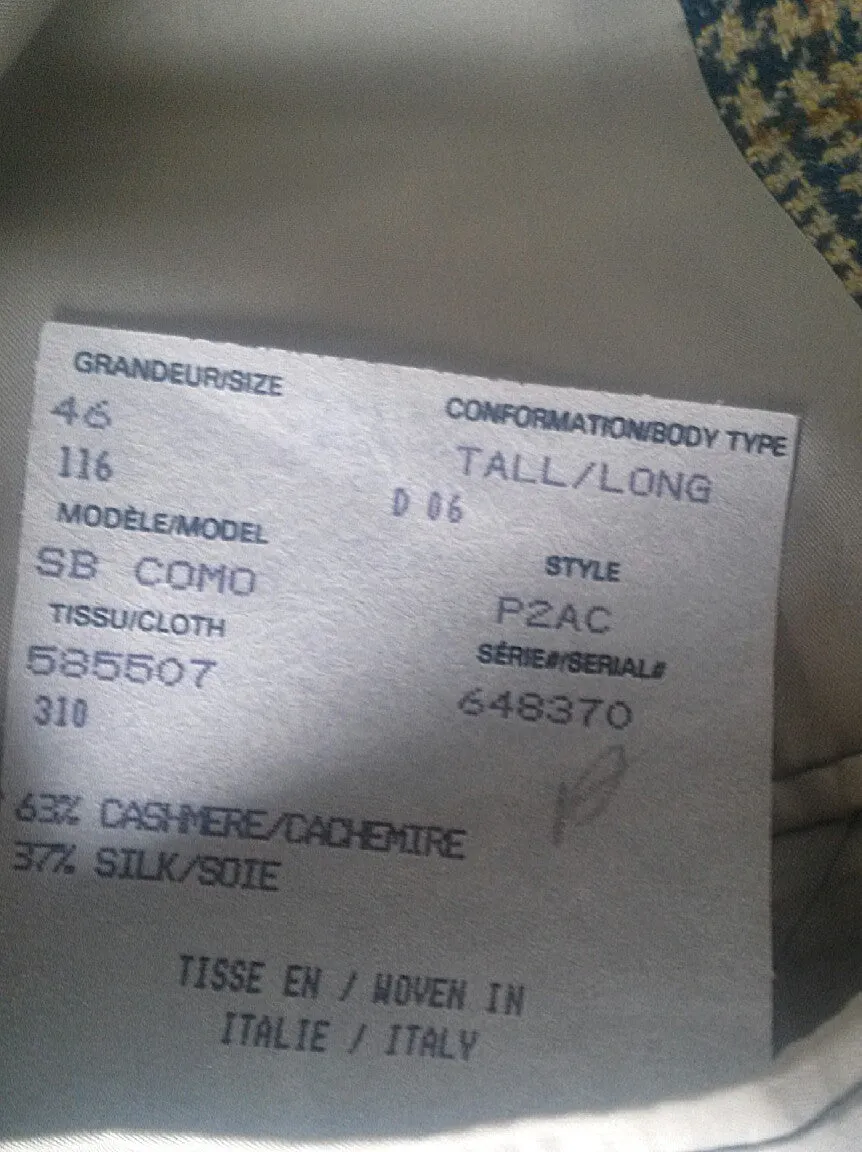 GRANDEUR/SIZE
46
116
CONFORMATION/BODY TYPE
TALL/LONG
D 06
MODÈLE/MODEL
SB COMO
STYLE
P2AC
TISSU/CLOTH
585507
310
SÉRIE#/SERIAL#
648370
63% CASHMERE/CACHEMIRE
37% SILK/SOIE
TISSE EN / WOVEN IN
ITALIE / ITALY